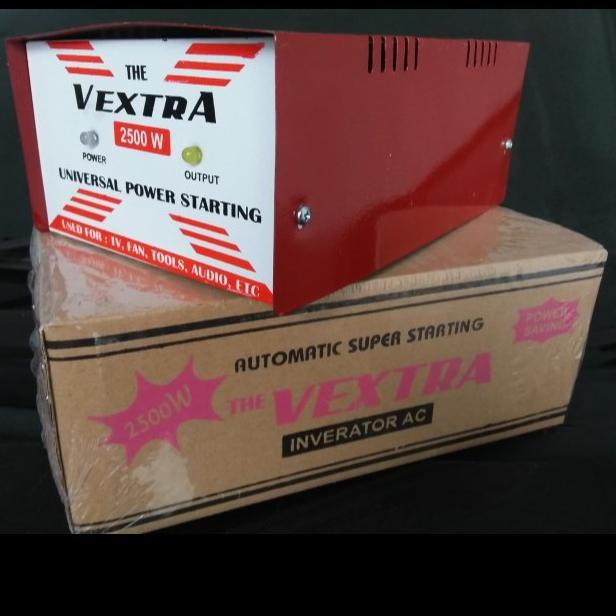 THE
VEXTRA
2500 W
POWER
OUTPUT
UNIVERSAL POWER STARTING
USED FOR : TV, FAN, TOOLS, AUDIO, ETC
AUTOMATIC SUPER STARTING
POWER
SAVING
2500W
THE VEXTRA
INVERATOR AC